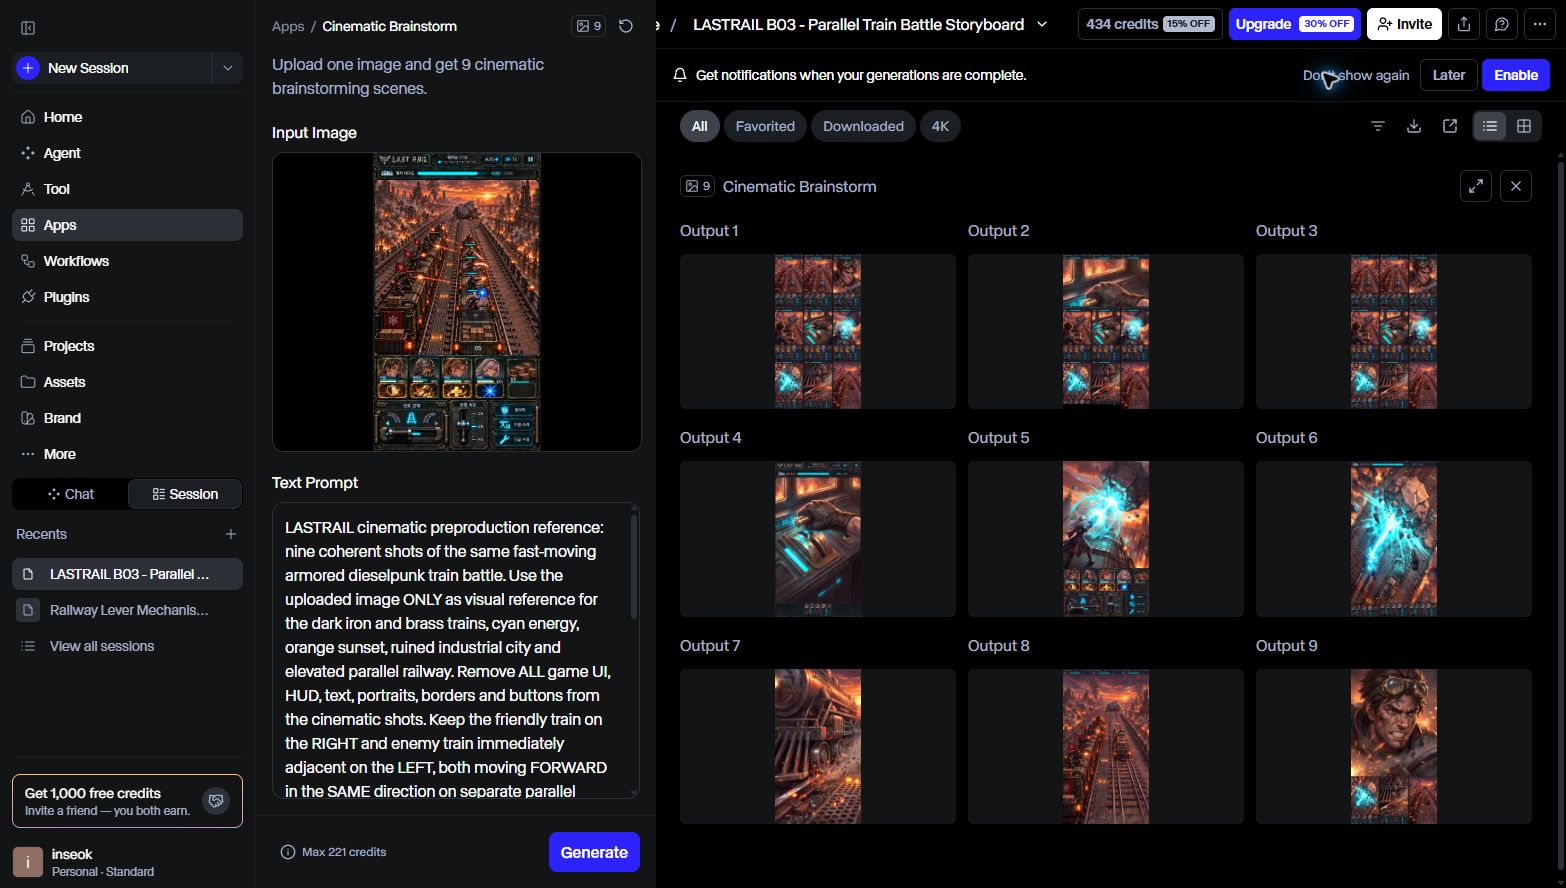 New Session
Home
Agent
Tool
Apps
Workflows
Plugins
Projects
Assets
Brand
More
Chat
Session
Recents
LASTRAIL B03 - Parallel ...
Railway Lever Mechanis...
View all sessions
Get 1,000 free credits
Invite a friend — you both earn.
i
inseok
Personal · Standard
Apps / Cinematic Brainstorm
9
Upload one image and get 9 cinematic
brainstorming scenes.
Input Image
LAST RAIL
Text Prompt
LASTRAIL cinematic preproduction reference:
nine coherent shots of the same fast-moving
armored dieselpunk train battle. Use the
uploaded image ONLY as visual reference for
the dark iron and brass trains, cyan energy,
orange sunset, ruined industrial city and
elevated parallel railway. Remove ALL game UI,
HUD, text, portraits, borders and buttons from
the cinematic shots. Keep the friendly train on
the RIGHT and enemy train immediately
adjacent on the LEFT, both moving FORWARD
in the SAME direction on separate parallel
Max 221 credits
Generate
/ LASTRAIL B03 - Parallel Train Battle Storyboard
434 credits
15% OFF
Upgrade
30% OFF
Invite
Get notifications when your generations are complete.
Don't show again
Later
Enable
All
Favorited
Downloaded
4K
9
Cinematic Brainstorm
Output 1
Output 2
Output 3
Output 4
Output 5
Output 6
Output 7
Output 8
Output 9